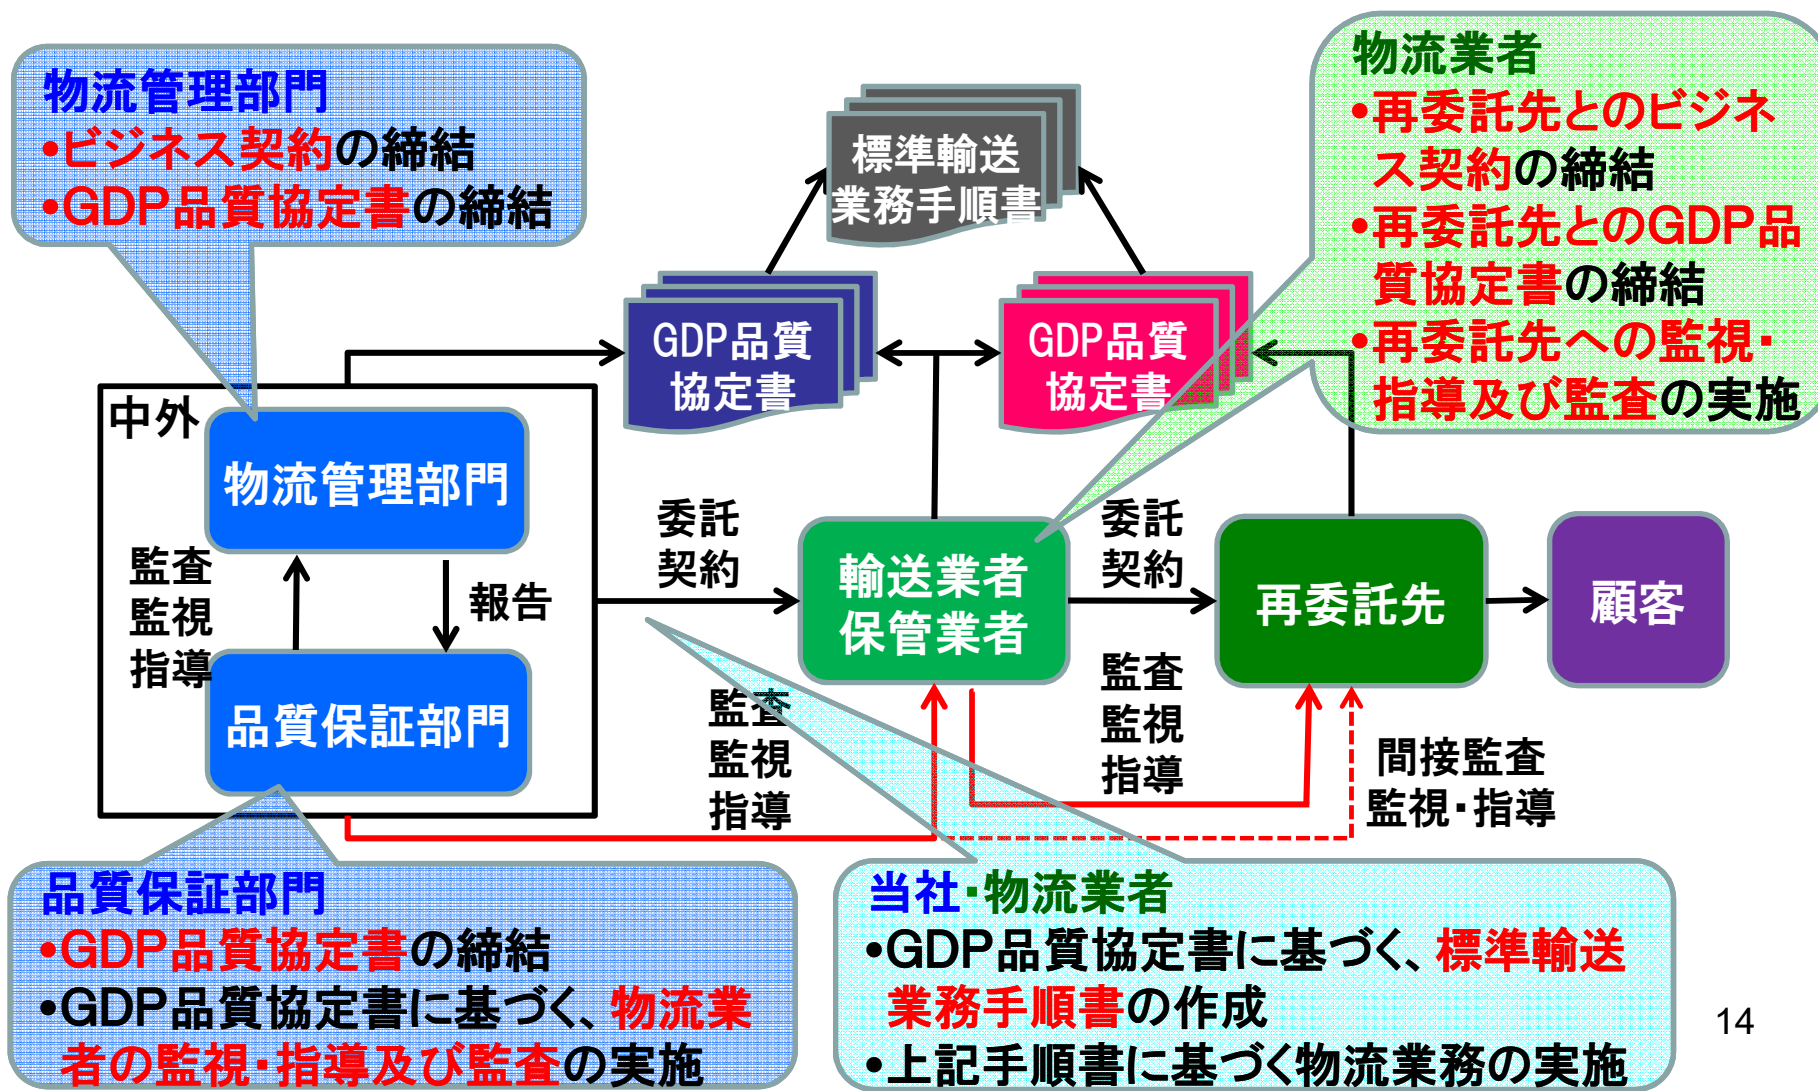 物流管理部門
•ビジネス契約の締結
•GDP品質協定書の締結
物流業者
•再委託先とのビジネ
ス契約の締結
•再委託先とのGDP品
質協定書の締結
•再委託先への監視・
指導及び監査の実施
標準輸送
業務手順書
GDP品質
協定書
GDP品質
協定書
中外
物流管理部門
監査
監視
指導
報告
品質保証部門
委託
契約
輸送業者
保管業者
委託
契約
再委託先
顧客
監査
監視
指導
監査
監視
指導
間接監査
監視・指導
品質保証部門
•GDP品質協定書の締結
•GDP品質協定書に基づく、物流業
者の監視・指導及び監査の実施
当社・物流業者
•GDP品質協定書に基づく、標準輸送
業務手順書の作成
•上記手順書に基づく物流業務の実施
14